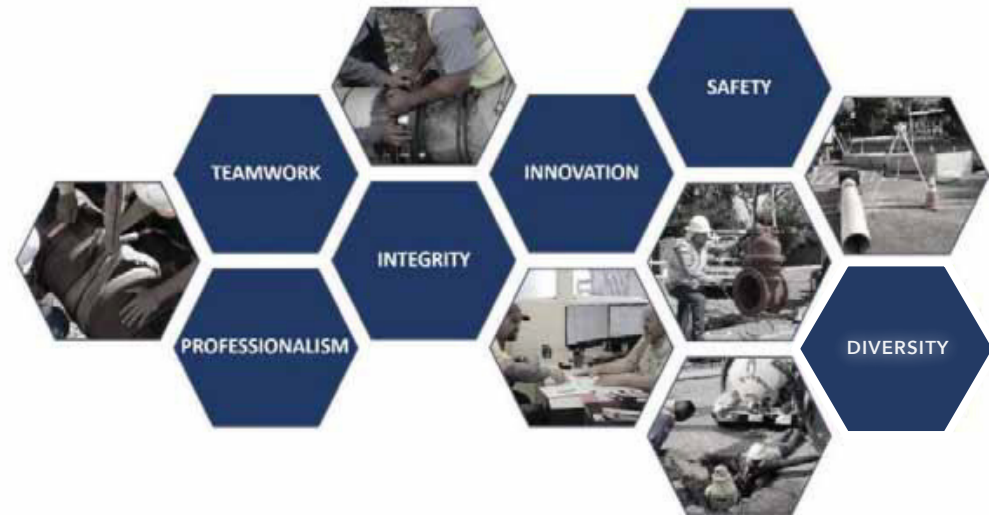 SAFETY
TEAMWORK
INNOVATION
INTEGRITY
PROFESSIONALISM
DIVERSITY